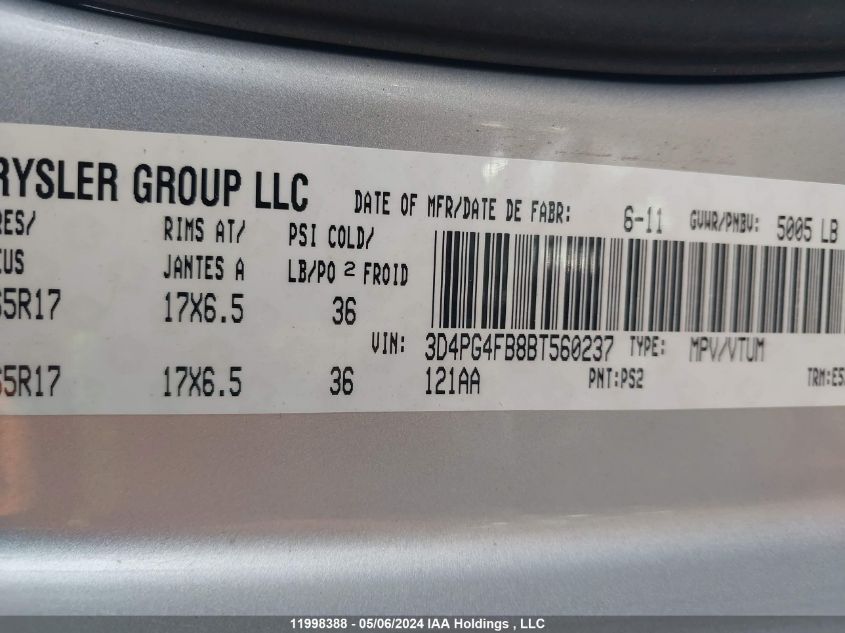 RYSLER GROUP LLC DATE OF MFR/DATE DE FABR: 6-11 GVWR/PNBV: 5005 LB
RES/ RIMS AT/ PSI COLD/
EUS JANTES A LB/PO 2 FROID
65R17 17X6.5 36
VIN: 3D4PG4FB8BT560237 TYPE: MPV/VTUM
65R17 17X6.5 36 121AA PNT:PS2 TRM:E5
11998388 - 05/06/2024 IAA Holdings , LLC